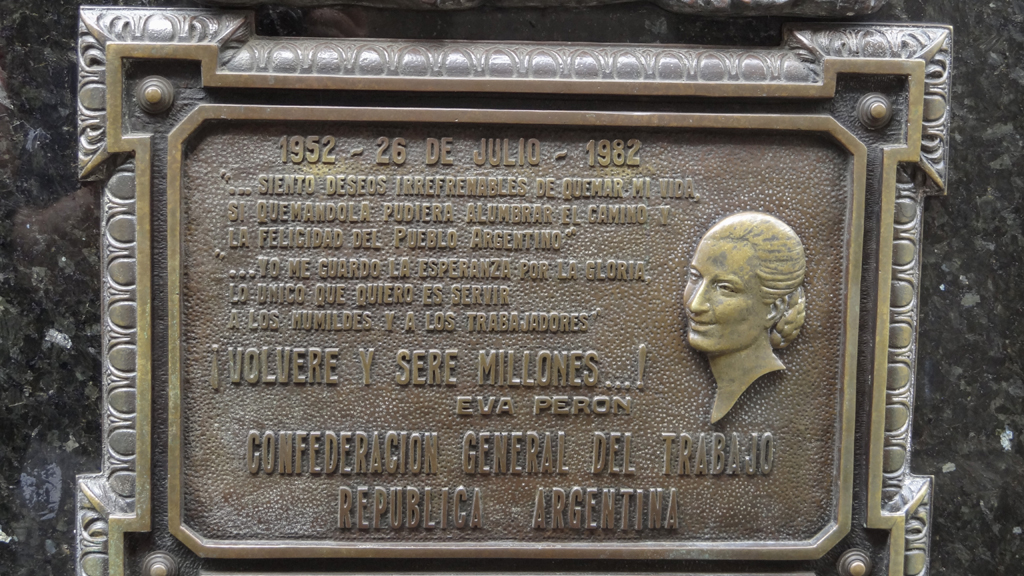 1952 - 26 DE JULIO - 1982
"... SIENTO DESEOS IRREFRENABLES DE QUEMAR MI VIDA,
SI QUEMANDOLA PUDIERA ALUMBRAR EL CAMINO Y
LA FELICIDAD DEL PUEBLO ARGENTINO"
"...YO ME GUARDO LA ESPERANZA POR LA GLORIA,
LO UNICO QUE QUIERO ES SERVIR
A LOS HUMILDES Y A LOS TRABAJADORES"
¡VOLVERE Y SERE MILLONES...!
EVA PERON
CONFEDERACION GENERAL DEL TRABAJO
REPUBLICA ARGENTINA